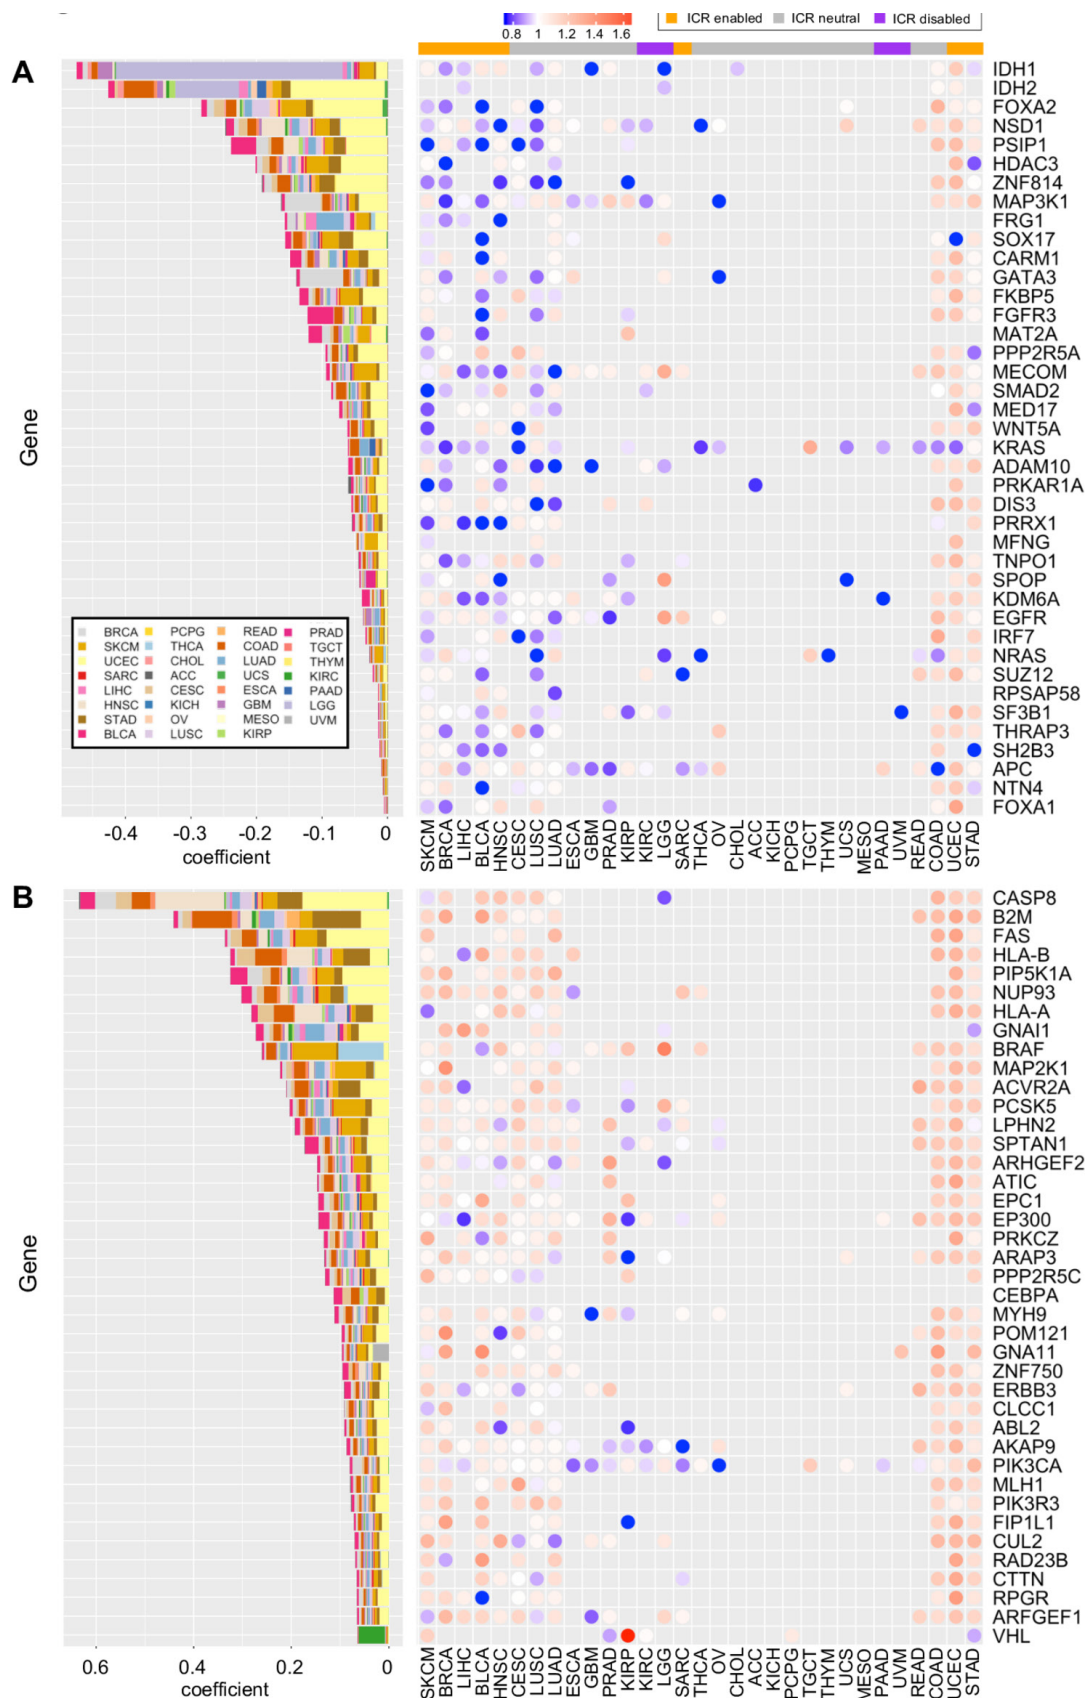 0.8 1 1.2 1.4 1.6
ICR enabled ICR neutral ICR disabled
A
IDH1
IDH2
FOXA2
NSD1
PSIP1
HDAC3
ZNF814
MAP3K1
FRG1
SOX17
CARM1
GATA3
FKBP5
FGFR3
MAT2A
PPP2R5A
MECOM
SMAD2
MED17
WNT5A
KRAS
ADAM10
PRKAR1A
DIS3
PRRX1
MFNG
TNPO1
SPOP
KDM6A
EGFR
IRF7
NRAS
SUZ12
RPSAP58
SF3B1
THRAP3
SH2B3
APC
NTN4
FOXA1
Gene
BRCA PCPG READ PRAD
SKCM THCA COAD TGCT
UCEC CHOL LUAD THYM
SARC ACC UCS KIRC
LIHC CESC ESCA PAAD
HNSC KICH GBM LGG
STAD OV MESO UVM
BLCA LUSC KIRP
-0.4 -0.3 -0.2 -0.1 0
coefficient
SKCM BRCA LIHC BLCA HNSC CESC LUSC LUAD ESCA GBM PRAD KIRP KIRC LGG SARC THCA OV CHOL ACC KICH PCPG TGCT THYM UCS MESO PAAD UVM READ COAD UCEC STAD
B
CASP8
B2M
FAS
HLA-B
PIP5K1A
NUP93
HLA-A
GNAI1
BRAF
MAP2K1
ACVR2A
PCSK5
LPHN2
SPTAN1
ARHGEF2
ATIC
EPC1
EP300
PRKCZ
ARAP3
PPP2R5C
CEBPA
MYH9
POM121
GNA11
ZNF750
ERBB3
CLCC1
ABL2
AKAP9
PIK3CA
MLH1
PIK3R3
FIP1L1
CUL2
RAD23B
CTTN
RPGR
ARFGEF1
VHL
Gene
0.6 0.4 0.2 0
coefficient
SKCM BRCA LIHC BLCA HNSC CESC LUSC LUAD ESCA GBM PRAD KIRP KIRC LGG SARC THCA OV CHOL ACC KICH PCPG TGCT THYM UCS MESO PAAD UVM READ COAD UCEC STAD